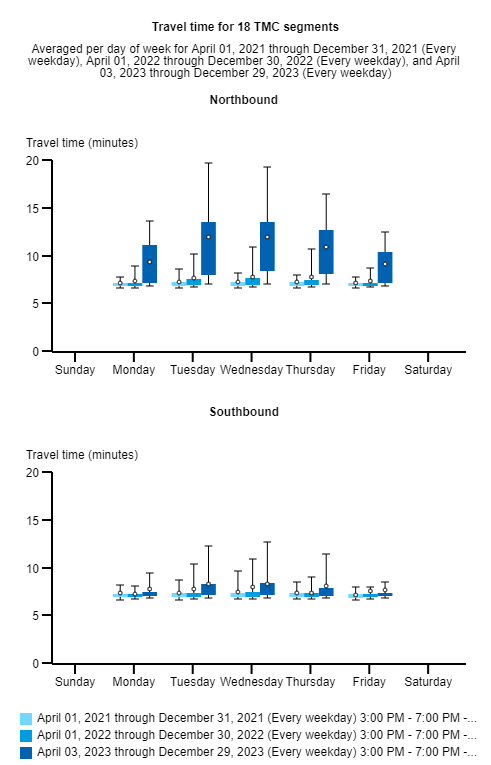 Travel time for 18 TMC segments
Averaged per day of week for April 01, 2021 through December 31, 2021 (Every
weekday), April 01, 2022 through December 30, 2022 (Every weekday), and April
03, 2023 through December 29, 2023 (Every weekday)
Northbound
Travel time (minutes)
20
15
10
5
0
Sunday Monday Tuesday Wednesday Thursday Friday Saturday
Southbound
Travel time (minutes)
20
15
10
5
0
Sunday Monday Tuesday Wednesday Thursday Friday Saturday
April 01, 2021 through December 31, 2021 (Every weekday) 3:00 PM - 7:00 PM -...
April 01, 2022 through December 30, 2022 (Every weekday) 3:00 PM - 7:00 PM -...
April 03, 2023 through December 29, 2023 (Every weekday) 3:00 PM - 7:00 PM -...